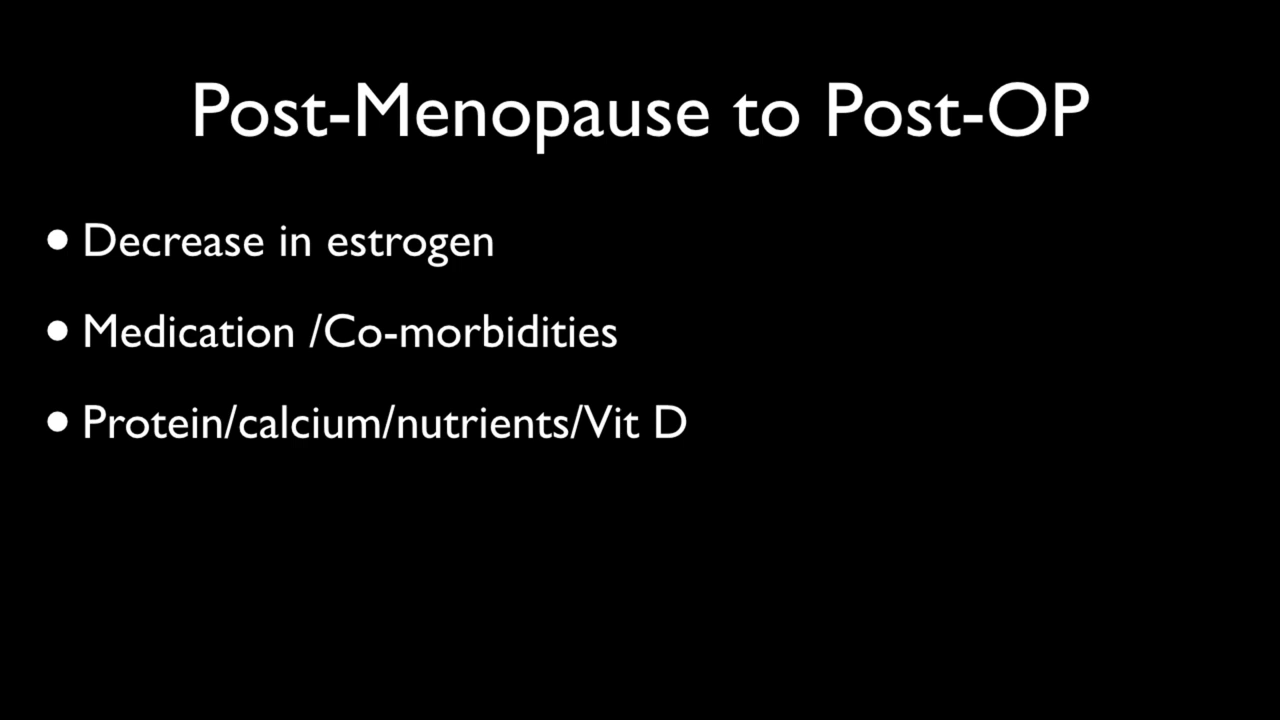 Post-Menopause to Post-OP
• Decrease in estrogen
• Medication /Co-morbidities
• Protein/calcium/nutrients/Vit D